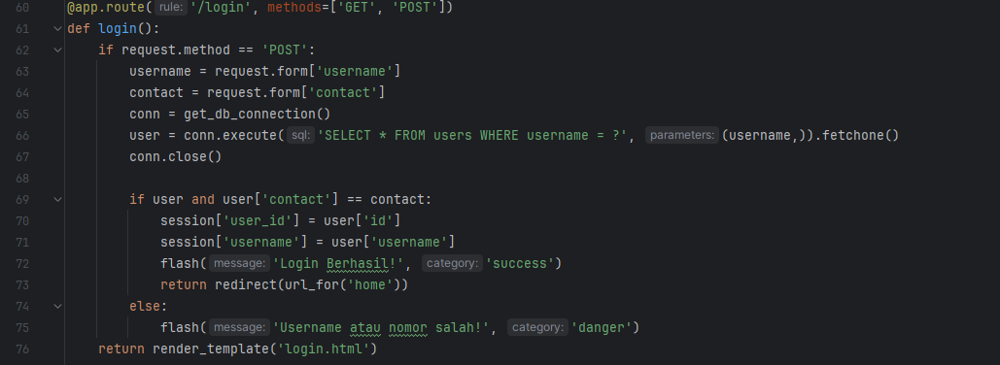 60 @app.route( rule: '/login', methods=['GET', 'POST'])
61 def login():
62 if request.method == 'POST':
63 username = request.form['username']
64 contact = request.form['contact']
65 conn = get_db_connection()
66 user = conn.execute( sql: 'SELECT * FROM users WHERE username = ?', parameters: (username,)).fetchone()
67 conn.close()
68
69 if user and user['contact'] == contact:
70 session['user_id'] = user['id']
71 session['username'] = user['username']
72 flash( message: 'Login Berhasil!', category: 'success')
73 return redirect(url_for('home'))
74 else:
75 flash( message: 'Username atau nomor salah!', category: 'danger')
76 return render_template('login.html')